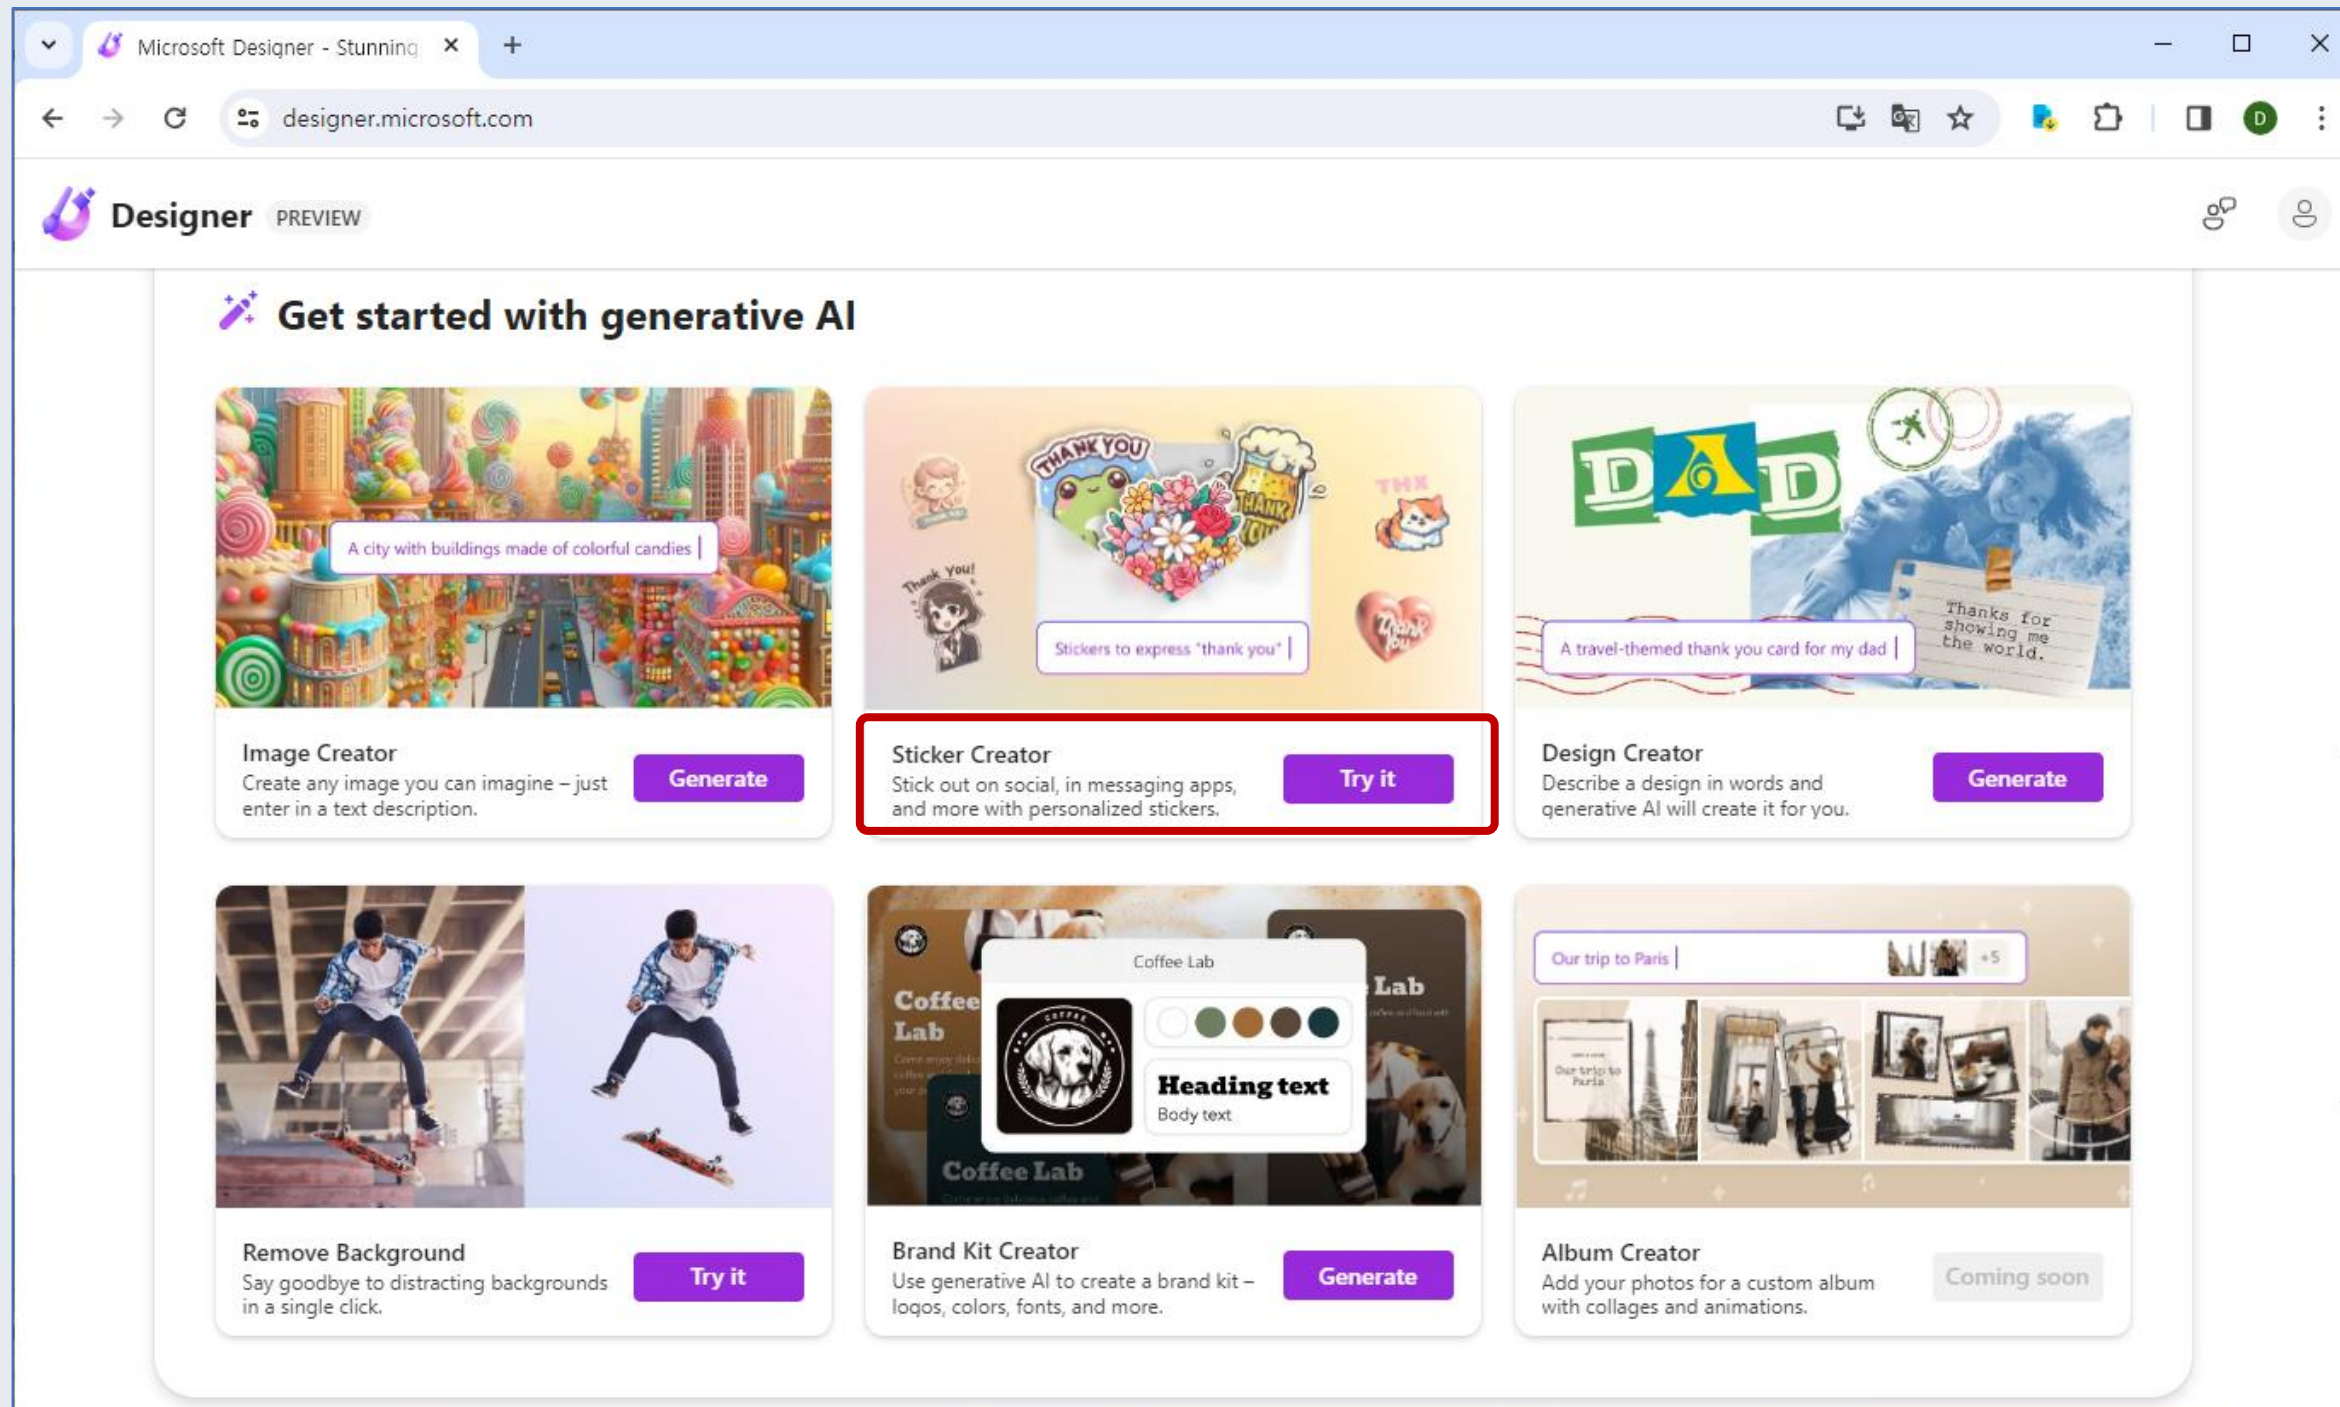 Microsoft Designer - Stunning
designer.microsoft.com
D
Designer PREVIEW
Get started with generative AI
A city with buildings made of colorful candies
Image Creator
Create any image you can imagine – just
enter in a text description.
Generate
THANK YOU
THANK
YOU
THX
Thank You!
Thank
you
Stickers to express "thank you"
Sticker Creator
Stick out on social, in messaging apps,
and more with personalized stickers.
Try it
DAD
Thanks for
showing me
the world.
A travel-themed thank you card for my dad
Design Creator
Describe a design in words and
generative AI will create it for you.
Generate
Remove Background
Say goodbye to distracting backgrounds
in a single click.
Try it
Coffee Lab
Coffee
Lab
Lab
COFFEE
Heading text
Body text
Coffee Lab
Brand Kit Creator
Use generative AI to create a brand kit –
logos, colors, fonts, and more.
Generate
Our trip to Paris
+5
Our trip to
Paris
Album Creator
Add your photos for a custom album
with collages and animations.
Coming soon